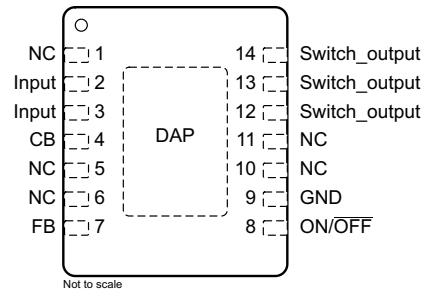 NC 1 14 Switch_output
Input 2 13 Switch_output
Input 3 12 Switch_output
CB 4 DAP 11 NC
NC 5 10 NC
NC 6 9 GND
FB 7 8 ON/OFF
Not to scale